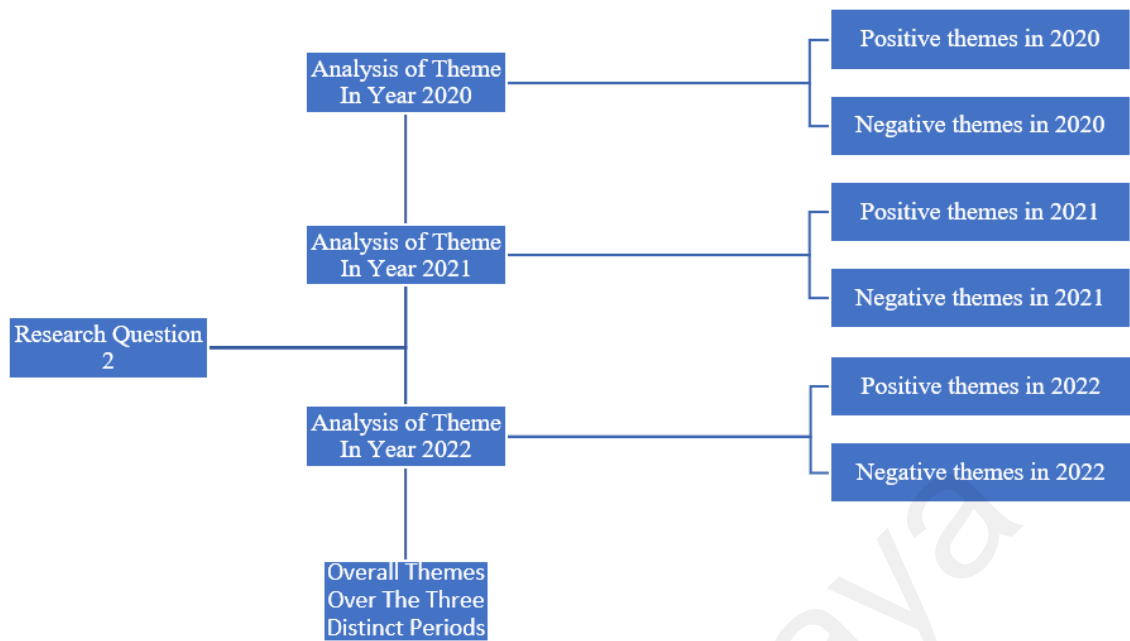 Positive themes in 2020
Analysis of Theme
In Year 2020
Negative themes in 2020
Positive themes in 2021
Analysis of Theme
In Year 2021
Negative themes in 2021
Research Question
2
Positive themes in 2022
Analysis of Theme
In Year 2022
Negative themes in 2022
Overall Themes
Over The Three
Distinct Periods
aya